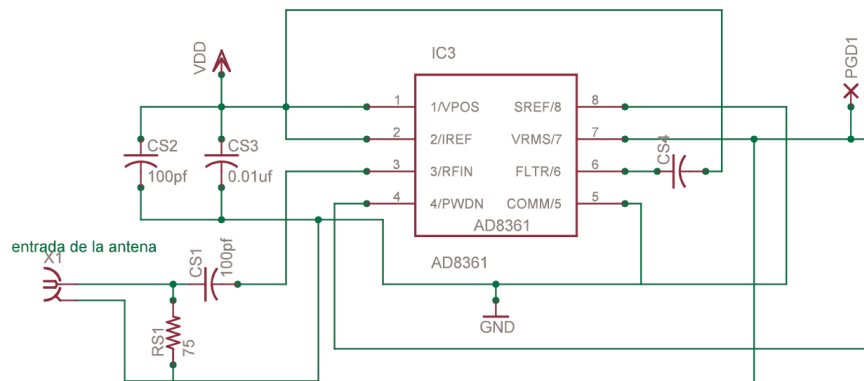 VDD
IC3
PGD1
1
1/VPOS
SREF/8
8
2
2/IREF
VRMS/7
7
3
3/RFIN
FLTR/6
6
4
4/PWDN
COMM/5
5
AD8361
AD8361
CS2
100pf
CS3
0.01uf
CS4
entrada de la antena
X1
CS1
100pf
RS1
75
GND